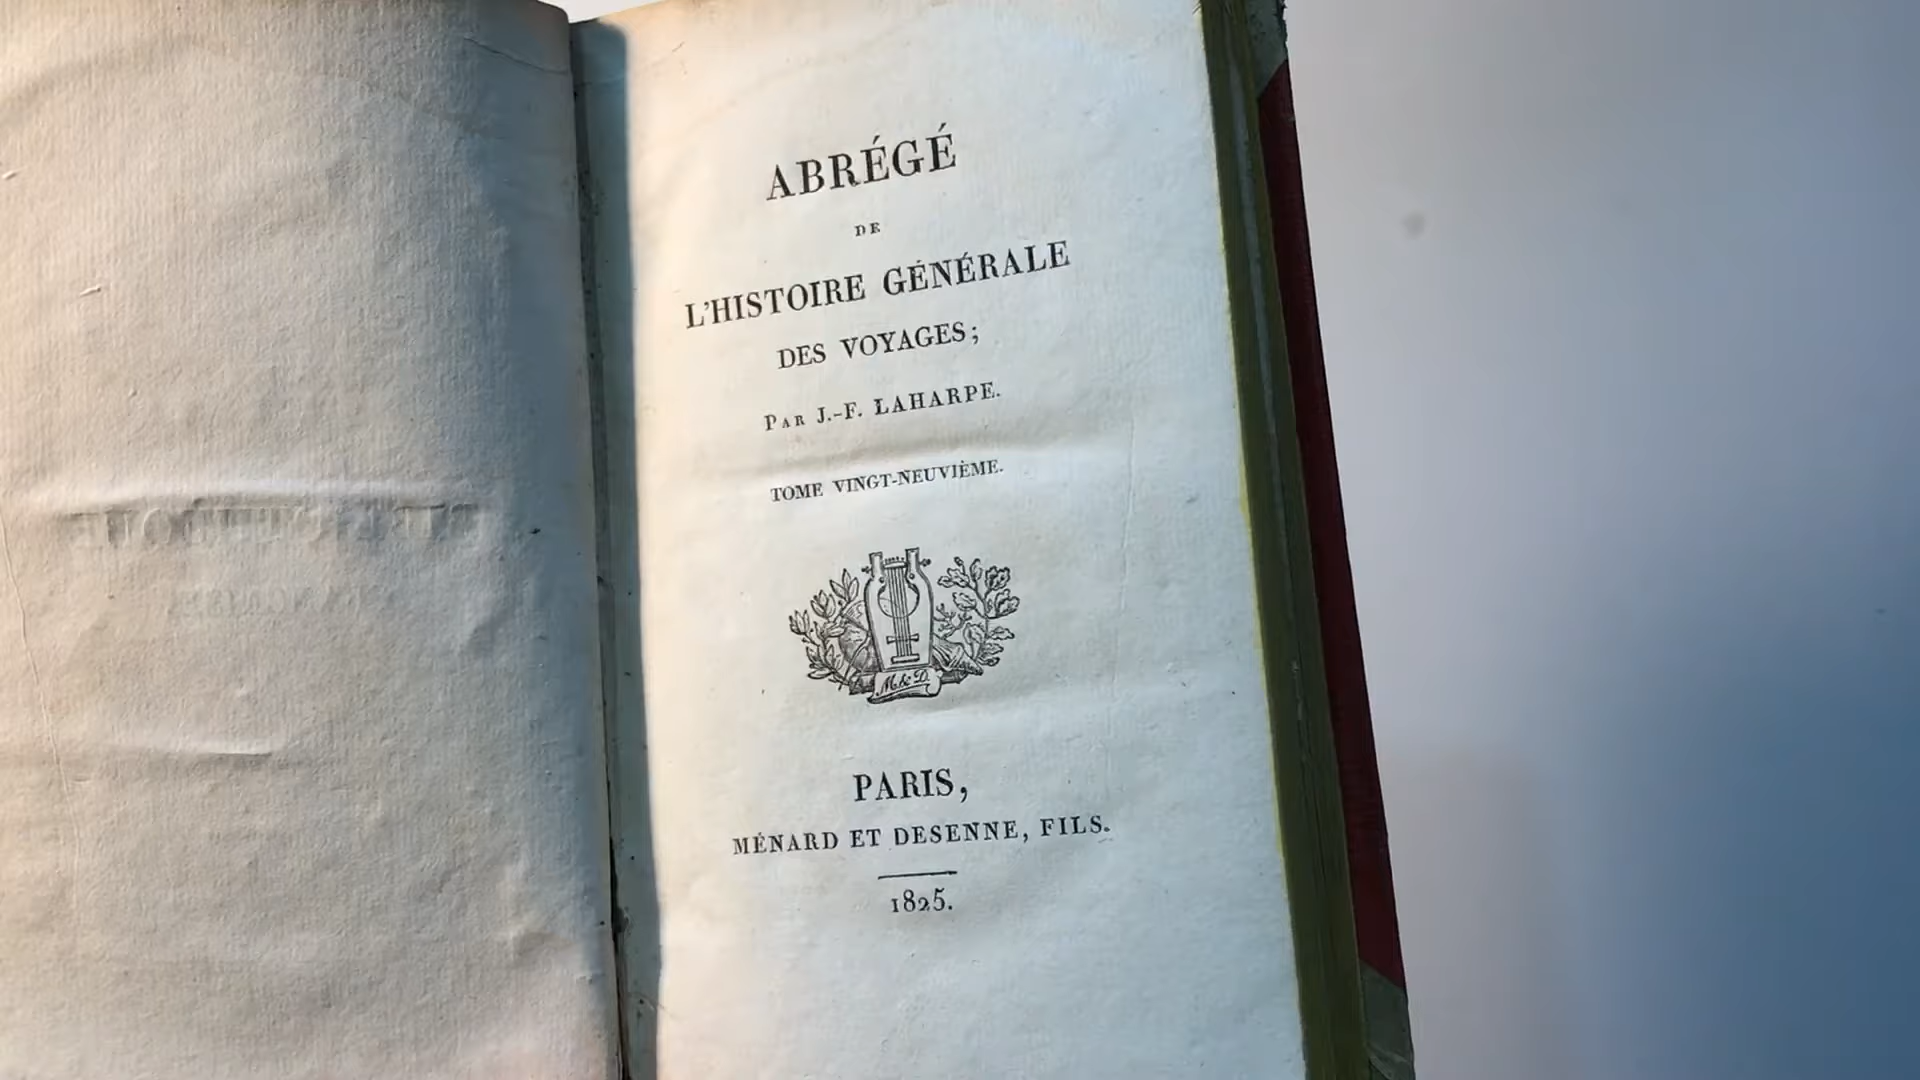 ABRÉGÉ
DE
L'HISTOIRE GÉNÉRALE
DES VOYAGES;
PAR J.-F. LAHARPE.
TOME VINGT-NEUVIÈME.
M. & D.
PARIS,
MÉNARD ET DESENNE, FILS.
1825.